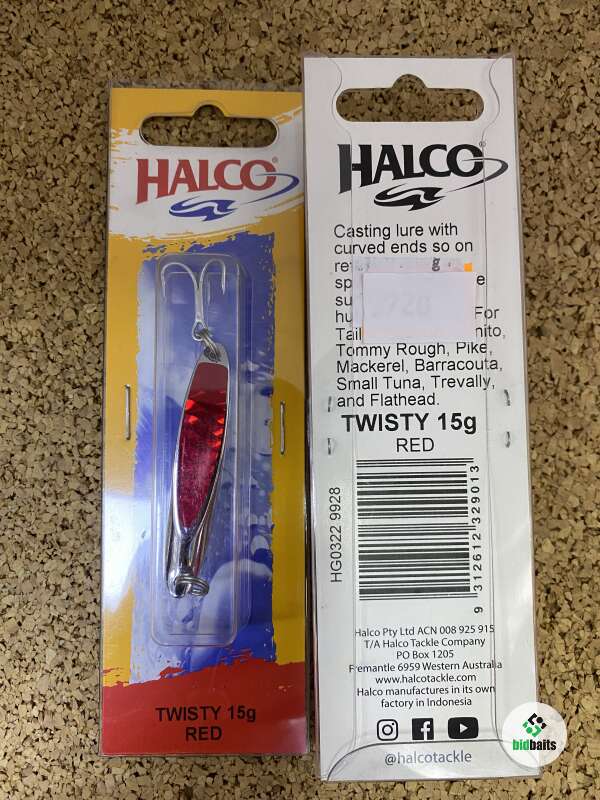 HALCO®
TWISTY 15g
RED
HALCO®
Casting lure with
curved ends so on
g
For
Tommy Rough, Pike,
Mackerel, Barracouta,
Small Tuna, Trevally,
and Flathead.
TWISTY 15g
RED
HG0322 9928
9 312612 329013
Halco Pty Ltd ACN 008 925 915
T/A Halco Tackle Company
PO Box 1205
Fremantle 6959 Western Australia
www.halcotackle.com
Halco manufactures in its own
factory in Indonesia
@halcotackle
bidbaits